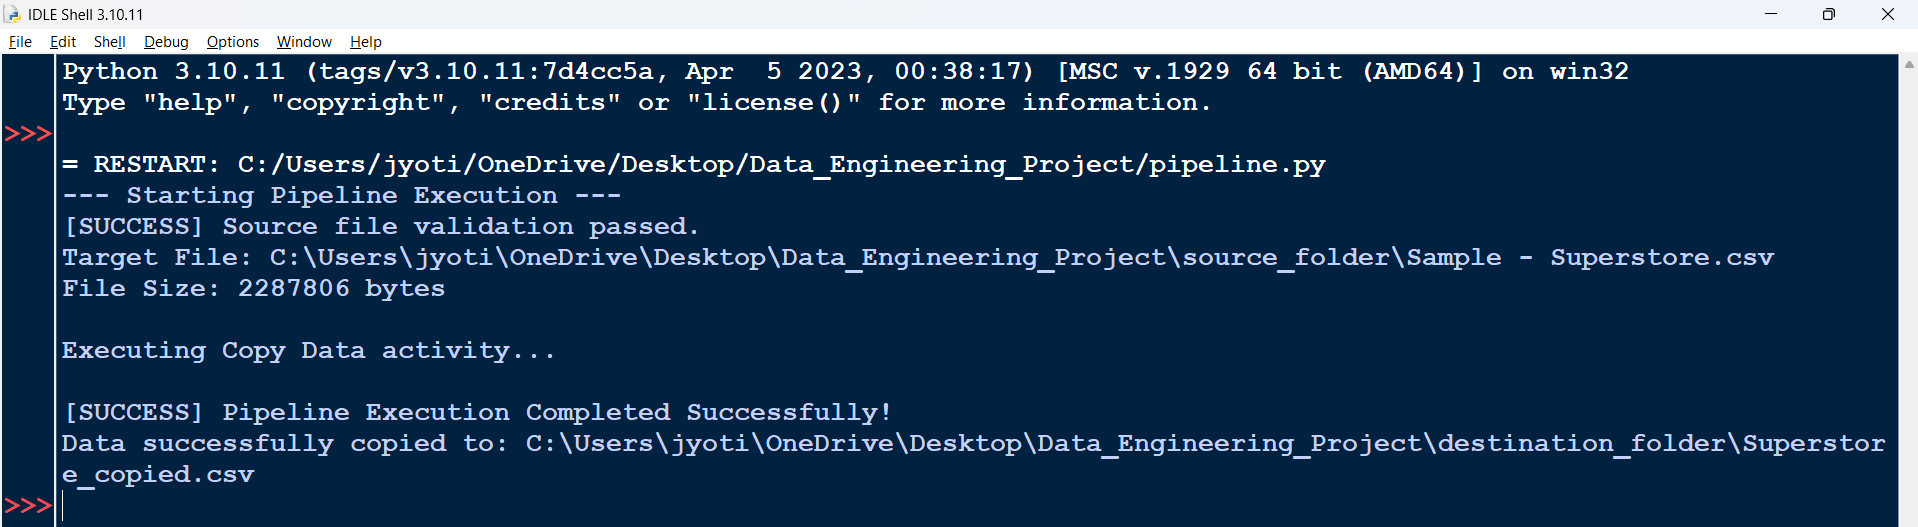 IDLE Shell 3.10.11
File Edit Shell Debug Options Window Help
Python 3.10.11 (tags/v3.10.11:7d4cc5a, Apr  5 2023, 00:38:17) [MSC v.1929 64 bit (AMD64)] on win32
Type "help", "copyright", "credits" or "license()" for more information.
>>>
= RESTART: C:/Users/jyoti/OneDrive/Desktop/Data_Engineering_Project/pipeline.py
--- Starting Pipeline Execution ---
[SUCCESS] Source file validation passed.
Target File: C:\Users\jyoti\OneDrive\Desktop\Data_Engineering_Project\source_folder\Sample - Superstore.csv
File Size: 2287806 bytes
Executing Copy Data activity...
[SUCCESS] Pipeline Execution Completed Successfully!
Data successfully copied to: C:\Users\jyoti\OneDrive\Desktop\Data_Engineering_Project\destination_folder\Superstor
e_copied.csv
>>>